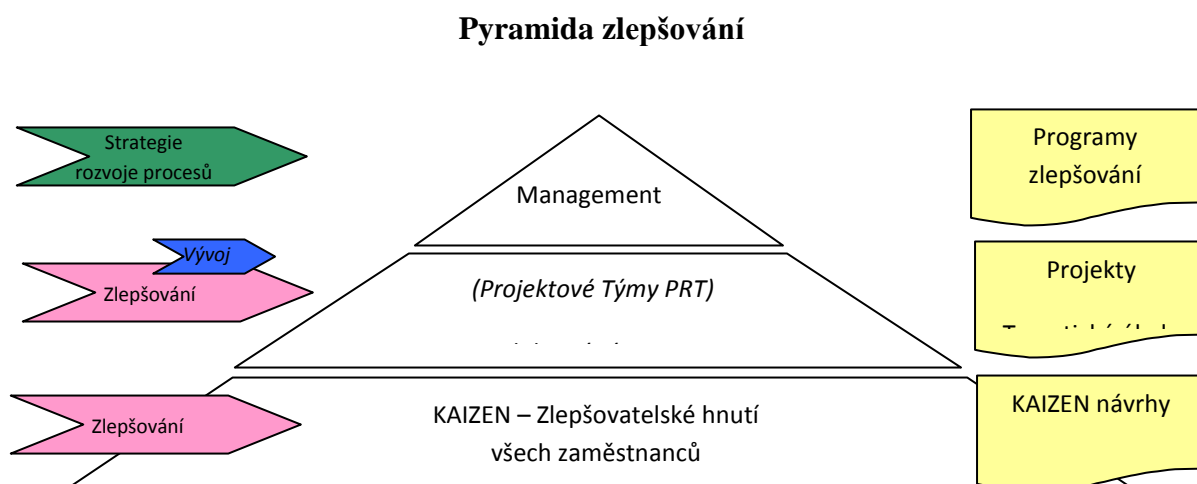 Pyramida zlepšování
Strategie
rozvoje procesů
Management
Programy
zlepšování
Vývoj
Zlepšování
(Projektové Týmy PRT)
Projekty
Zlepšování
KAIZEN – Zlepšovatelské hnutí
všech zaměstnanců
KAIZEN návrhy